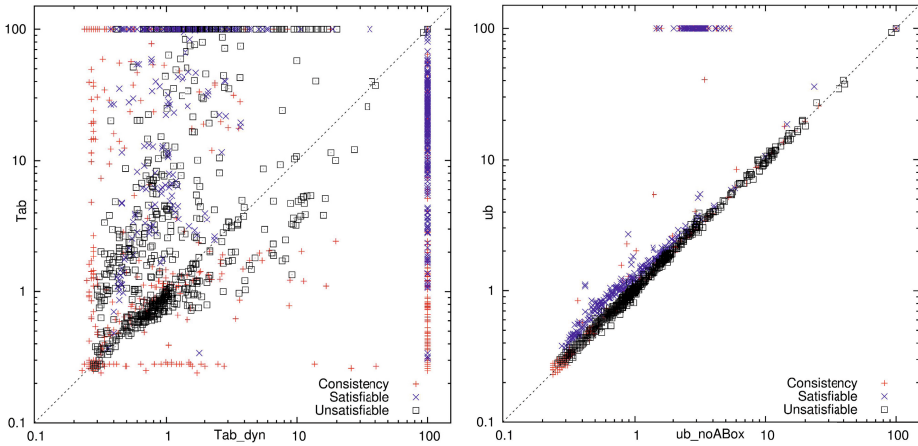 100
10
1
0.1
Tab
0.1
1
10
100
Tab_dyn
Consistency
Satisfiable
Unsatisfiable
100
10
1
0.1
ub
0.1
1
10
100
ub_noABox
Consistency
Satisfiable
Unsatisfiable